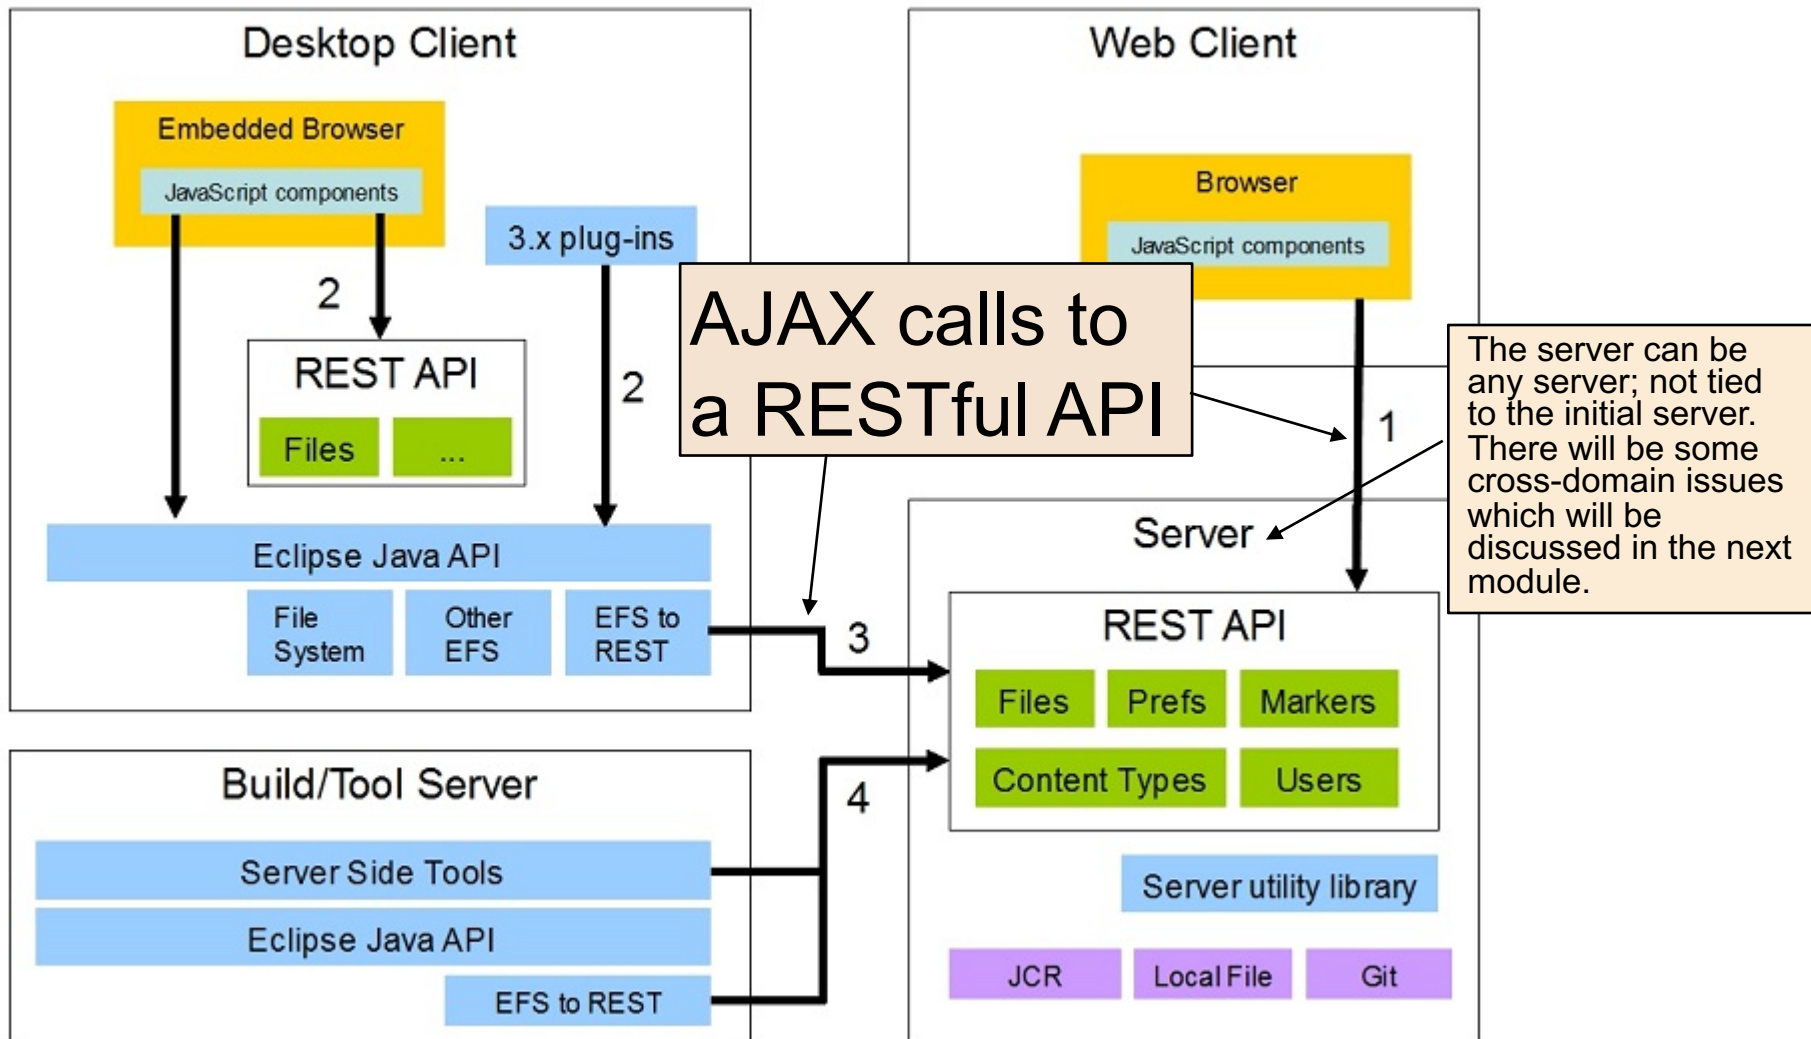 Desktop Client
Embedded Browser
JavaScript components
3.x plug-ins
2
REST API
2
Files
...
Eclipse Java API
File
System
Other
EFS
EFS to
REST
3
Build/Tool Server
Server Side Tools
Eclipse Java API
EFS to REST
4
AJAX calls to
a RESTful API
Web Client
Browser
JavaScript components
1
The server can be
any server; not tied
to the initial server.
There will be some
cross-domain issues
which will be
discussed in the next
module.
Server
REST API
Files
Prefs
Markers
Content Types
Users
Server utility library
JCR
Local File
Git